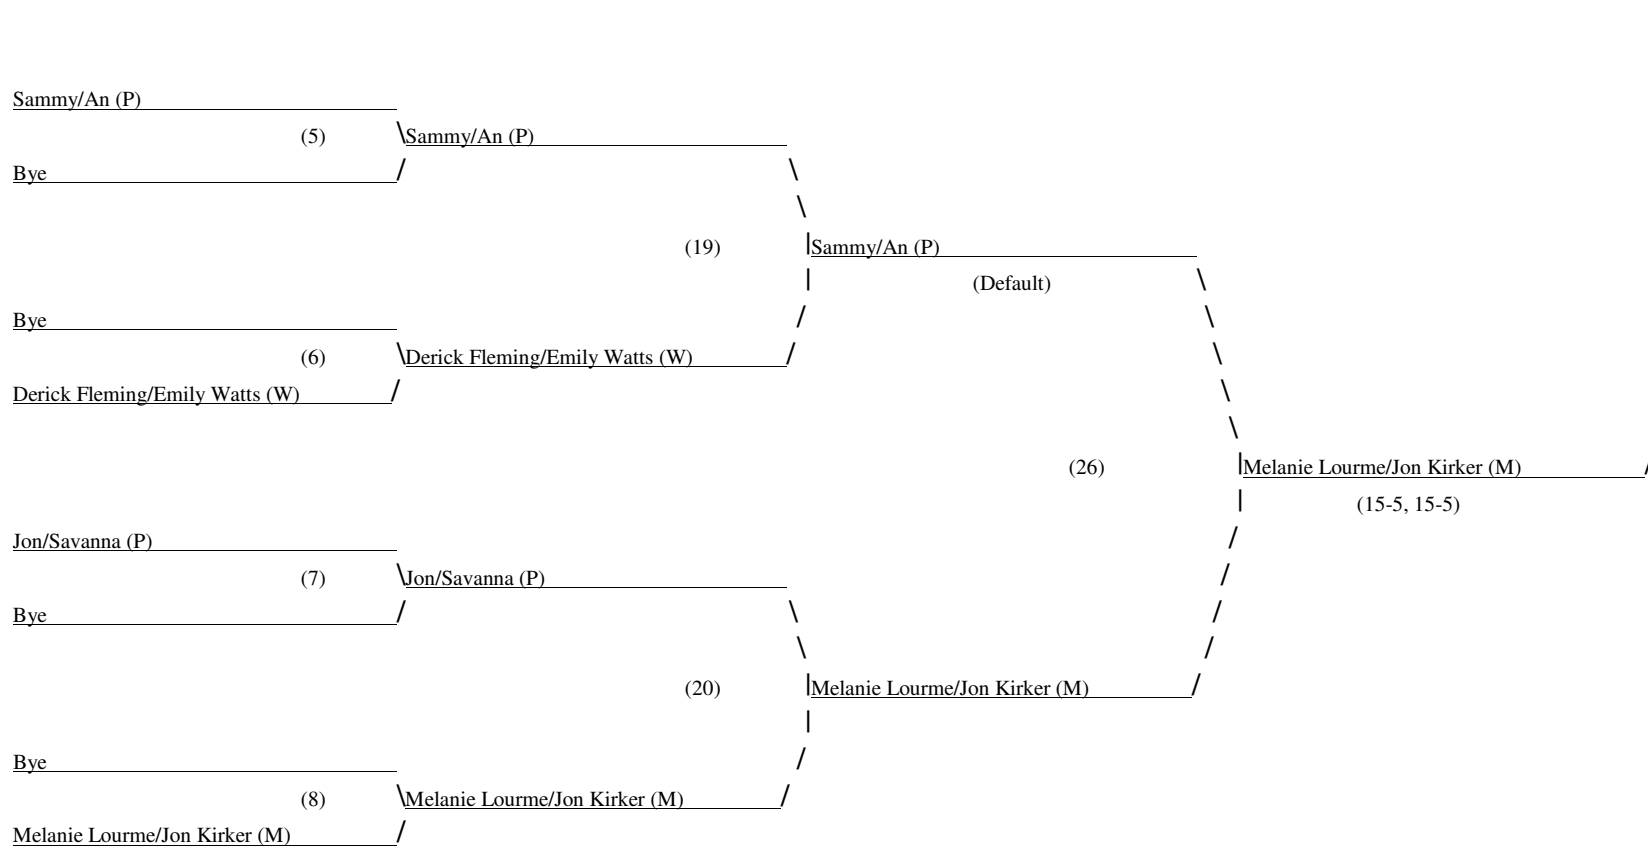 Sammy/An (P)
(5)
Sammy/An (P)
Bye
(19)
Sammy/An (P)
(Default)
Bye
(6)
Derick Fleming/Emily Watts (W)
Derick Fleming/Emily Watts (W)
(26)
Melanie Lourme/Jon Kirker (M)
(15-5, 15-5)
Jon/Savanna (P)
(7)
Jon/Savanna (P)
Bye
(20)
Melanie Lourme/Jon Kirker (M)
Bye
(8)
Melanie Lourme/Jon Kirker (M)
Melanie Lourme/Jon Kirker (M)